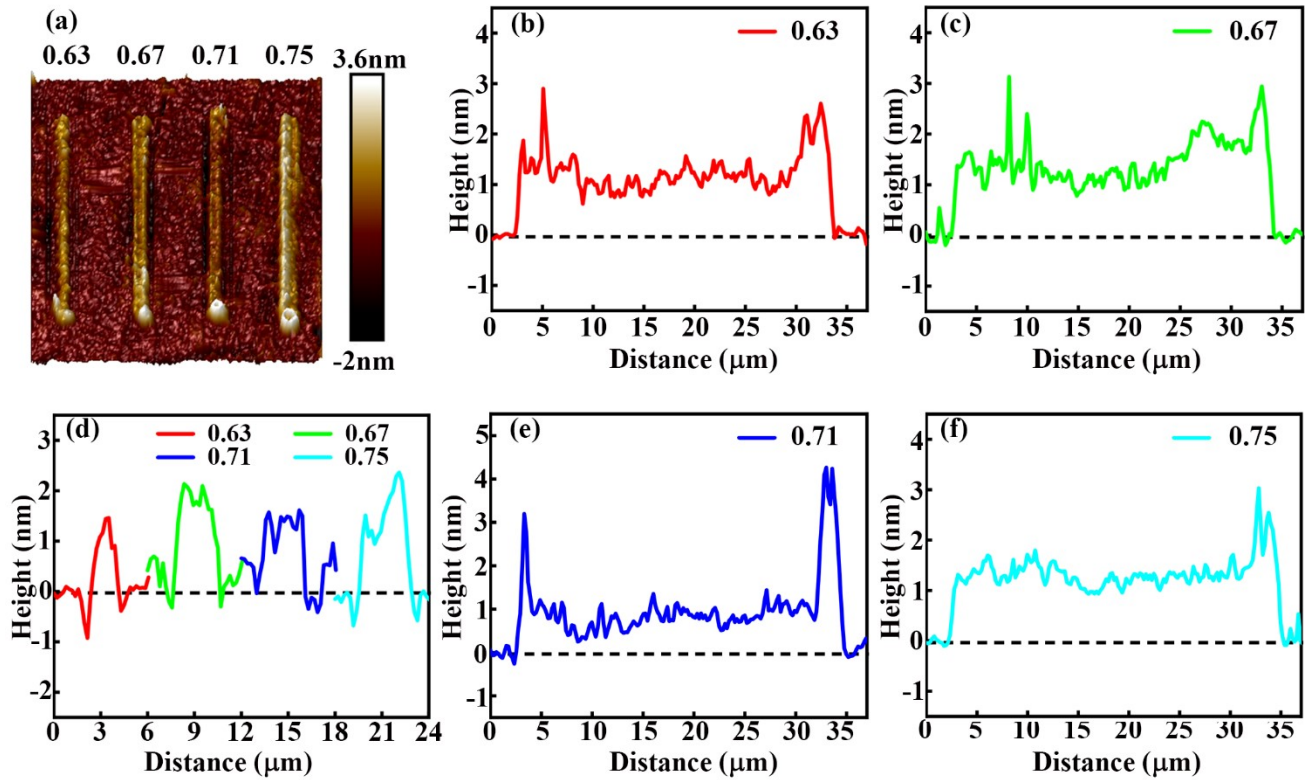 (a)
0.63 0.67 0.71 0.75
3.6nm
-2nm
(b)
0.63
4
3
2
1
0
-1
Height (nm)
0 5 10 15 20 25 30 35
Distance (μm)
(c)
0.67
4
3
2
1
0
-1
Height (nm)
0 5 10 15 20 25 30 35
Distance (μm)
(d)
0.63 0.67
0.71 0.75
3
2
1
0
-1
-2
Height (nm)
0 3 6 9 12 15 18 21 24
Distance (μm)
(e)
0.71
5
4
3
2
1
0
-1
Height (nm)
0 5 10 15 20 25 30 35
Distance (μm)
(f)
0.75
4
3
2
1
0
-1
Height (nm)
0 5 10 15 20 25 30 35
Distance (μm)